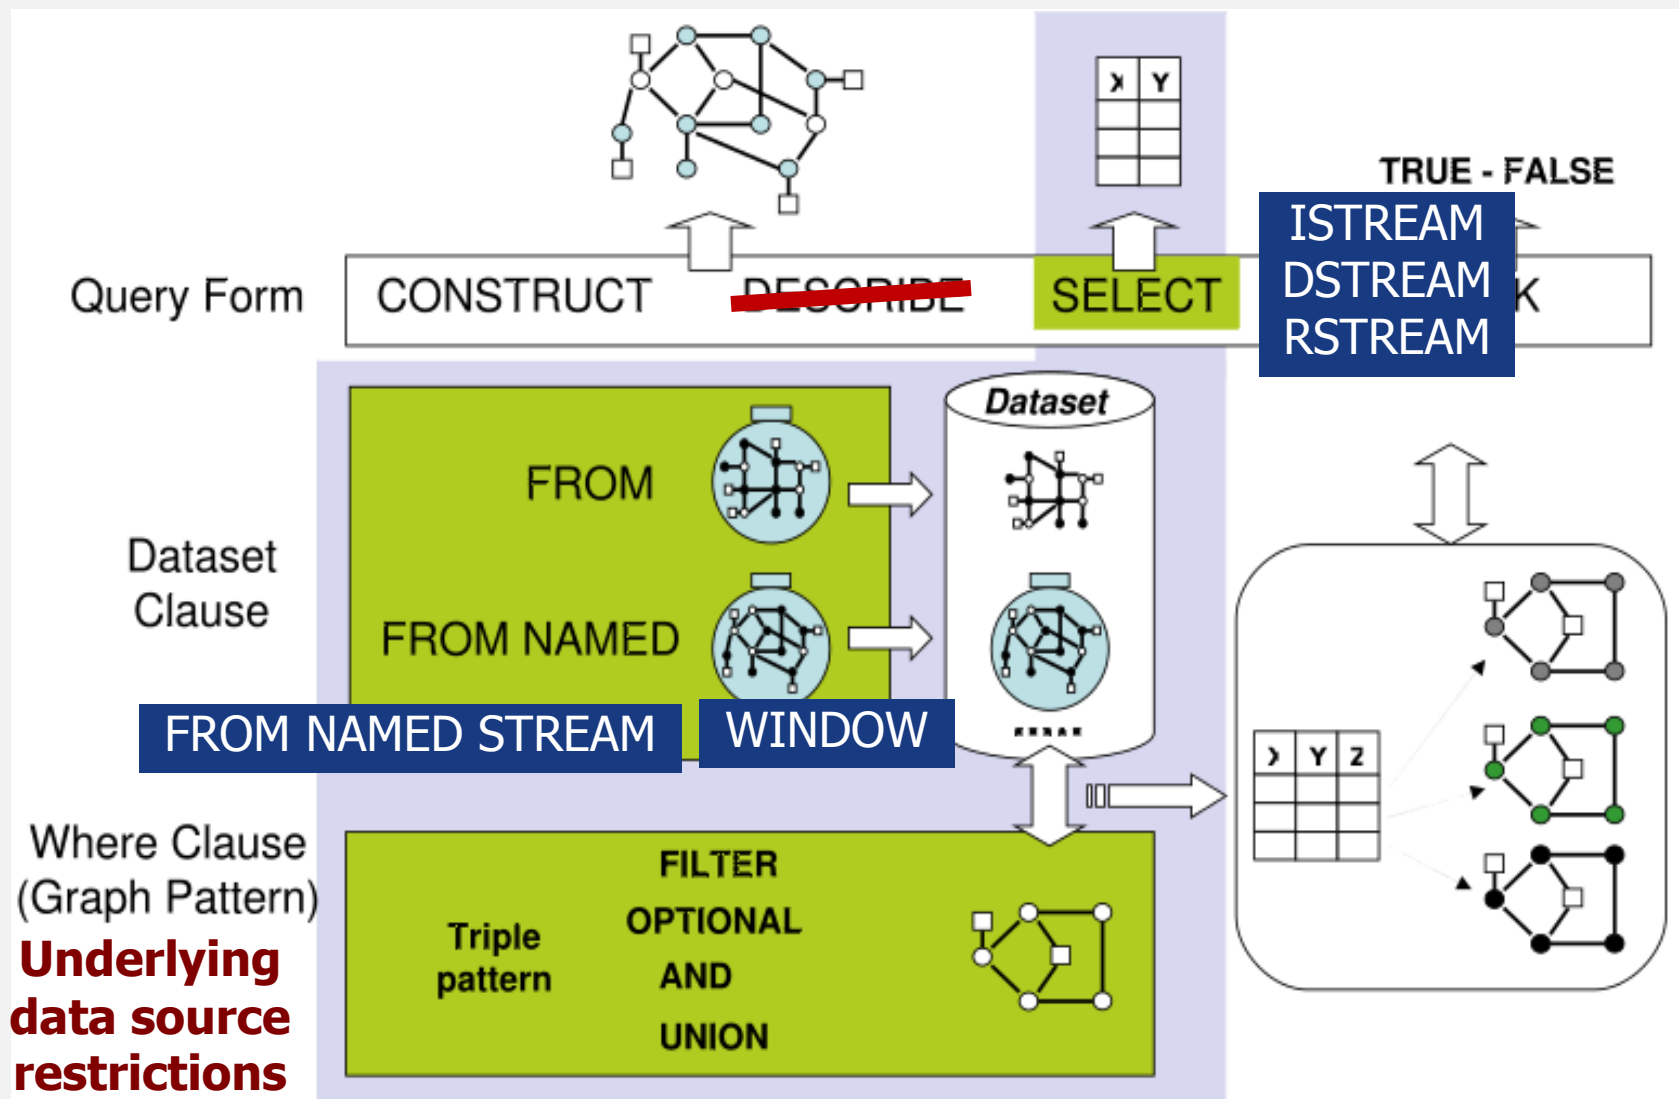 X Y
TRUE - FALSE
ISTREAM
DSTREAM
RSTREAM
Query Form
CONSTRUCT
DESCRIBE
SELECT
K
Dataset
FROM
Dataset
Clause
FROM NAMED
FROM NAMED STREAM
WINDOW
X Y Z
Where Clause
(Graph Pattern)
FILTER
OPTIONAL
Triple
pattern
AND
UNION
Underlying
data source
restrictions